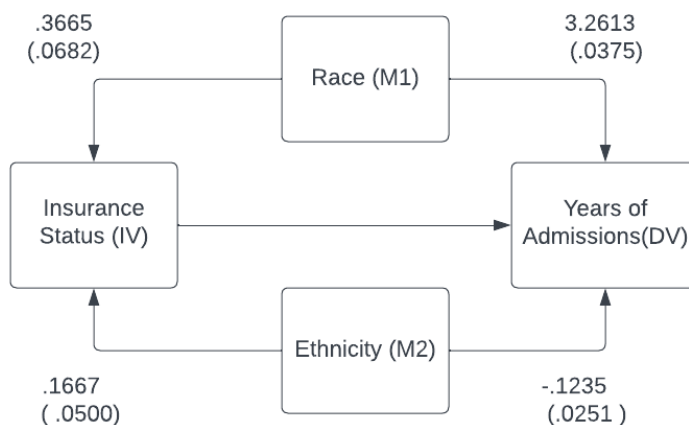 .3665
(.0682)
Race (M1)
3.2613
(.0375)
Insurance
Status (IV)
Years of
Admissions(DV)
Ethnicity (M2)
.1667
( .0500)
-.1235
(.0251 )